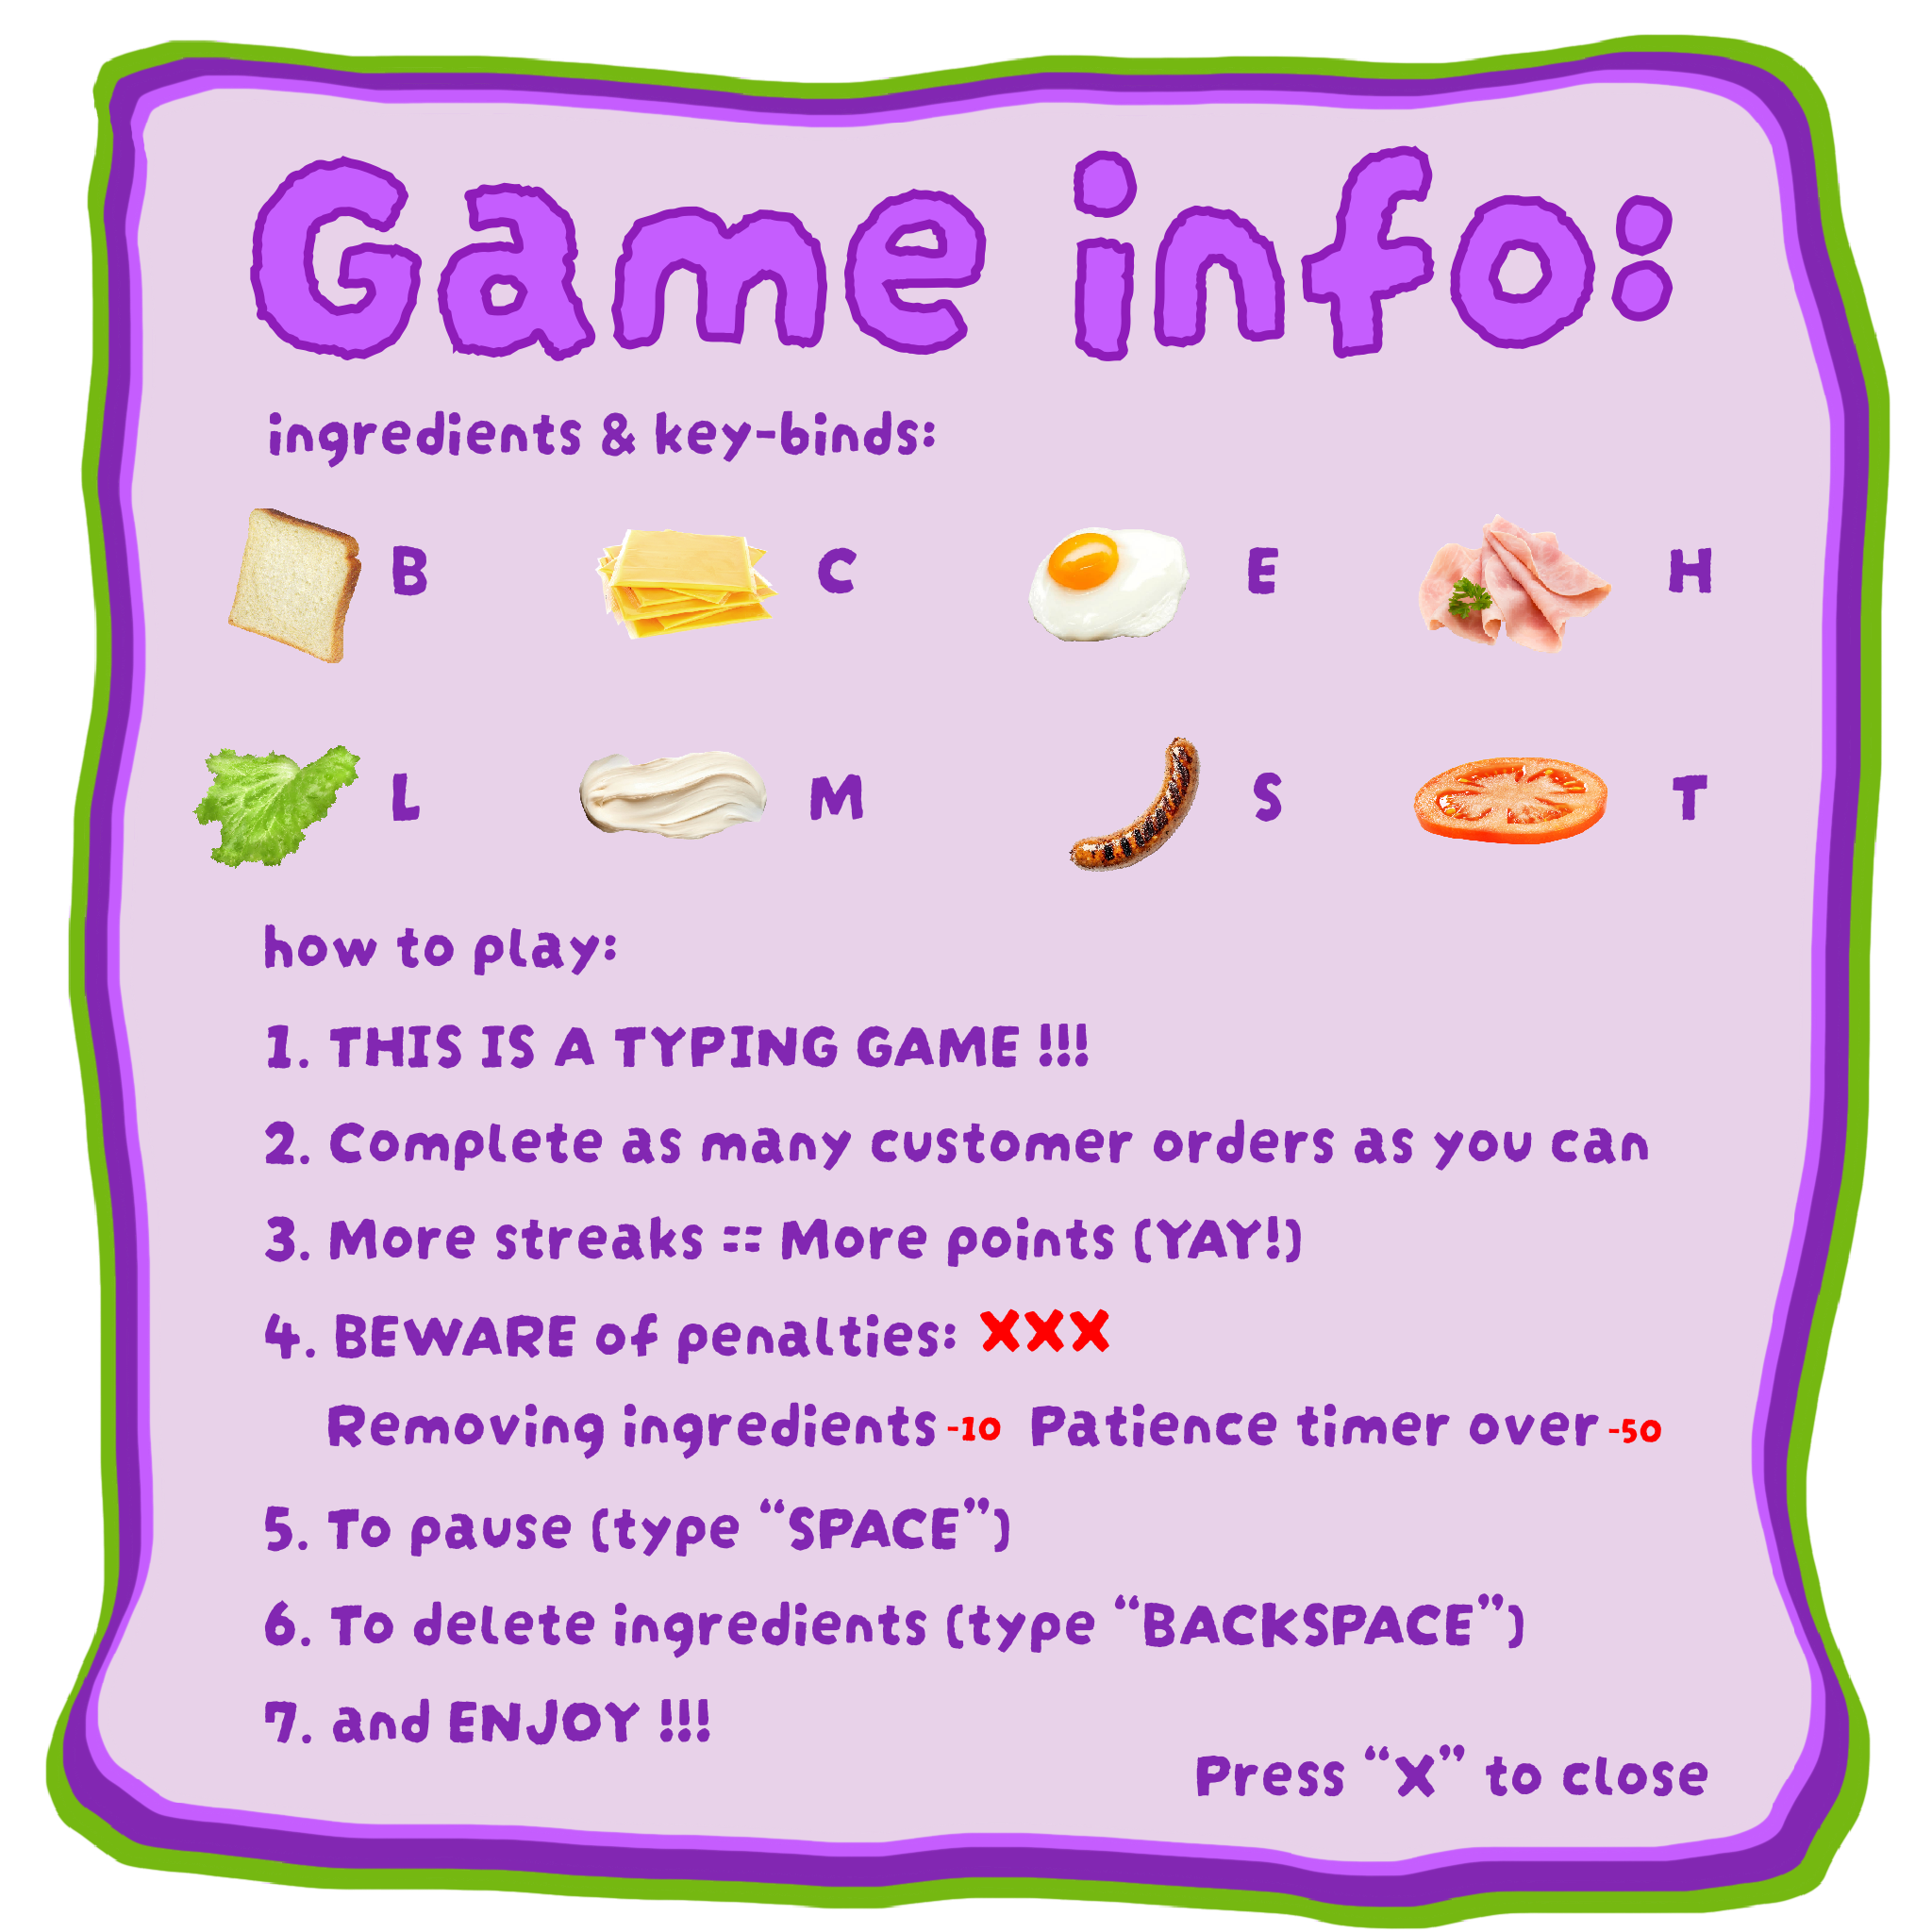 Game info:
ingredients & key-binds:
B C E H
L M S T
how to play:
1. THIS IS A TYPING GAME !!!
2. Complete as many customer orders as you can
3. More streaks == More points (YAY!)
4. BEWARE of penalties: XXX
Removing ingredients -10 Patience timer over -50
5. To pause (type “SPACE”)
6. To delete ingredients (type “BACKSPACE”)
7. and ENJOY !!!
Press “X” to close